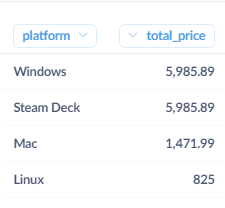 platform total_price
Windows 5,985.89
Steam Deck 5,985.89
Mac 1,471.99
Linux 825